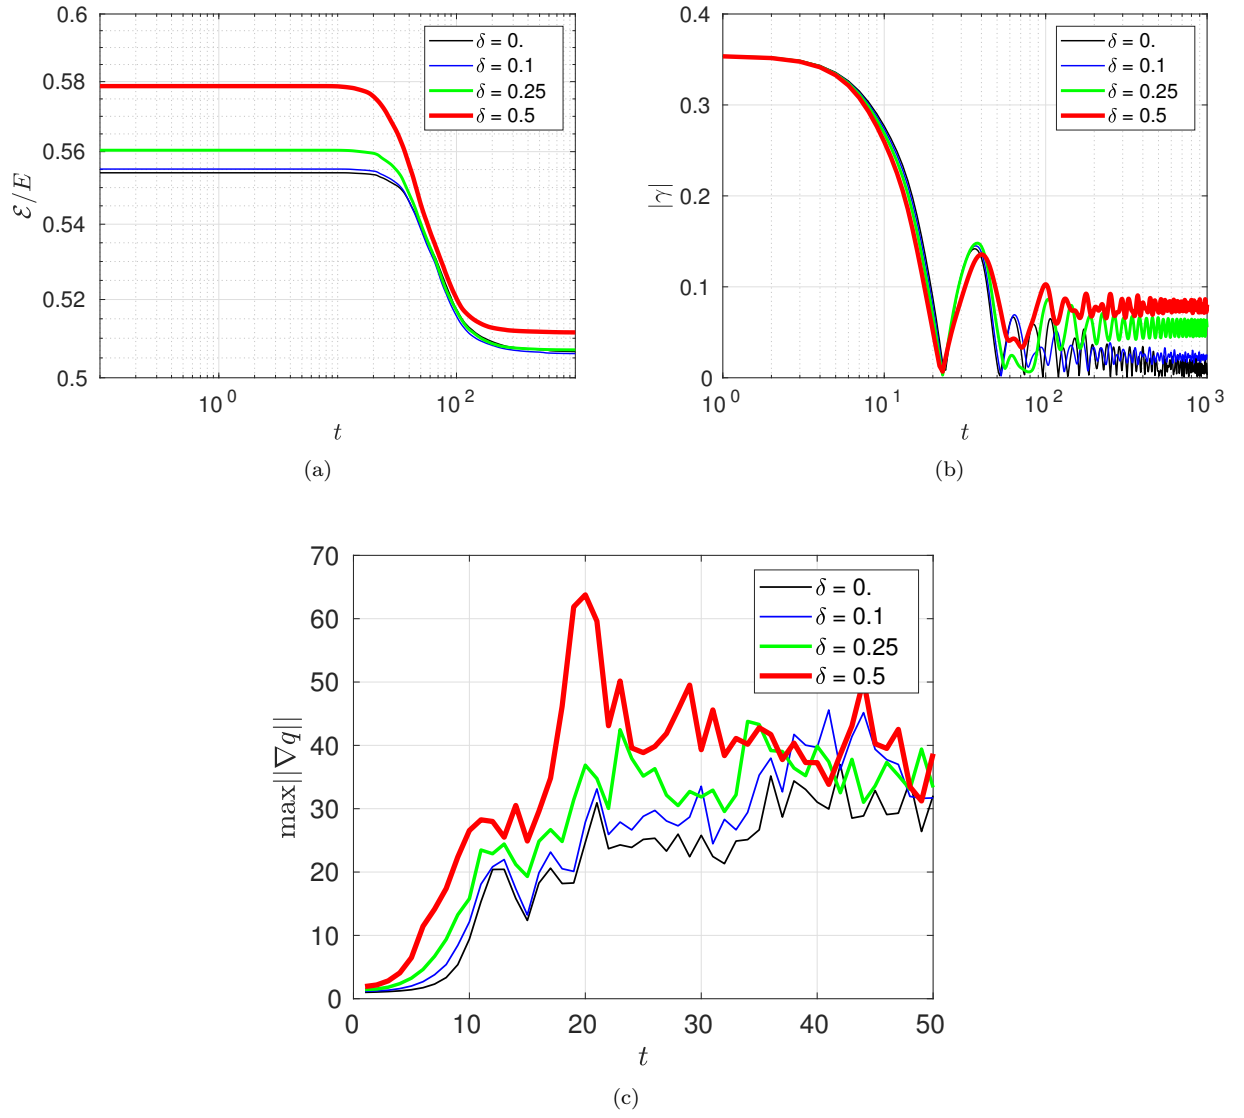 0.6
0.58
0.56
0.54
0.52
0.5
ℰ/E
δ = 0.
δ = 0.1
δ = 0.25
δ = 0.5
10^0
10^2
t
(a)
0.4
0.3
0.2
0.1
0
|γ|
δ = 0.
δ = 0.1
δ = 0.25
δ = 0.5
10^0
10^1
10^2
10^3
t
(b)
70
60
50
40
30
20
10
0
max||∇q||
δ = 0.
δ = 0.1
δ = 0.25
δ = 0.5
0
10
20
30
40
50
t
(c)